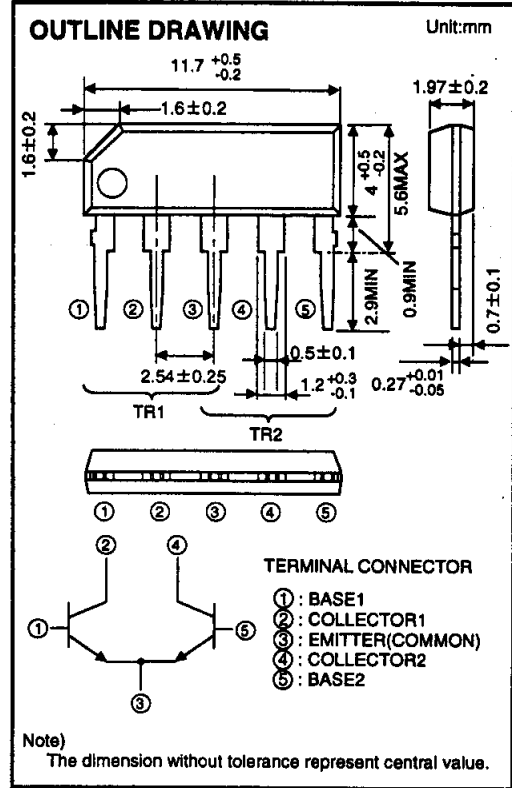 OUTLINE DRAWING
Unit:mm
11.7 +0.5 -0.2
1.6±0.2
1.97±0.2
1.6±0.2
4 +0.5 -0.2
5.6MAX
2.9MIN
0.9MIN
0.7±0.1
① ② ③ ④ ⑤
0.5±0.1
2.54±0.25
1.2 +0.3 -0.1
0.27 +0.01 -0.05
TR1
TR2
① ② ③ ④ ⑤
② ④
① ⑤
③
TERMINAL CONNECTOR
① : BASE1
② : COLLECTOR1
③ : EMITTER(COMMON)
④ : COLLECTOR2
⑤ : BASE2
Note)
The dimension without tolerance represent central value.